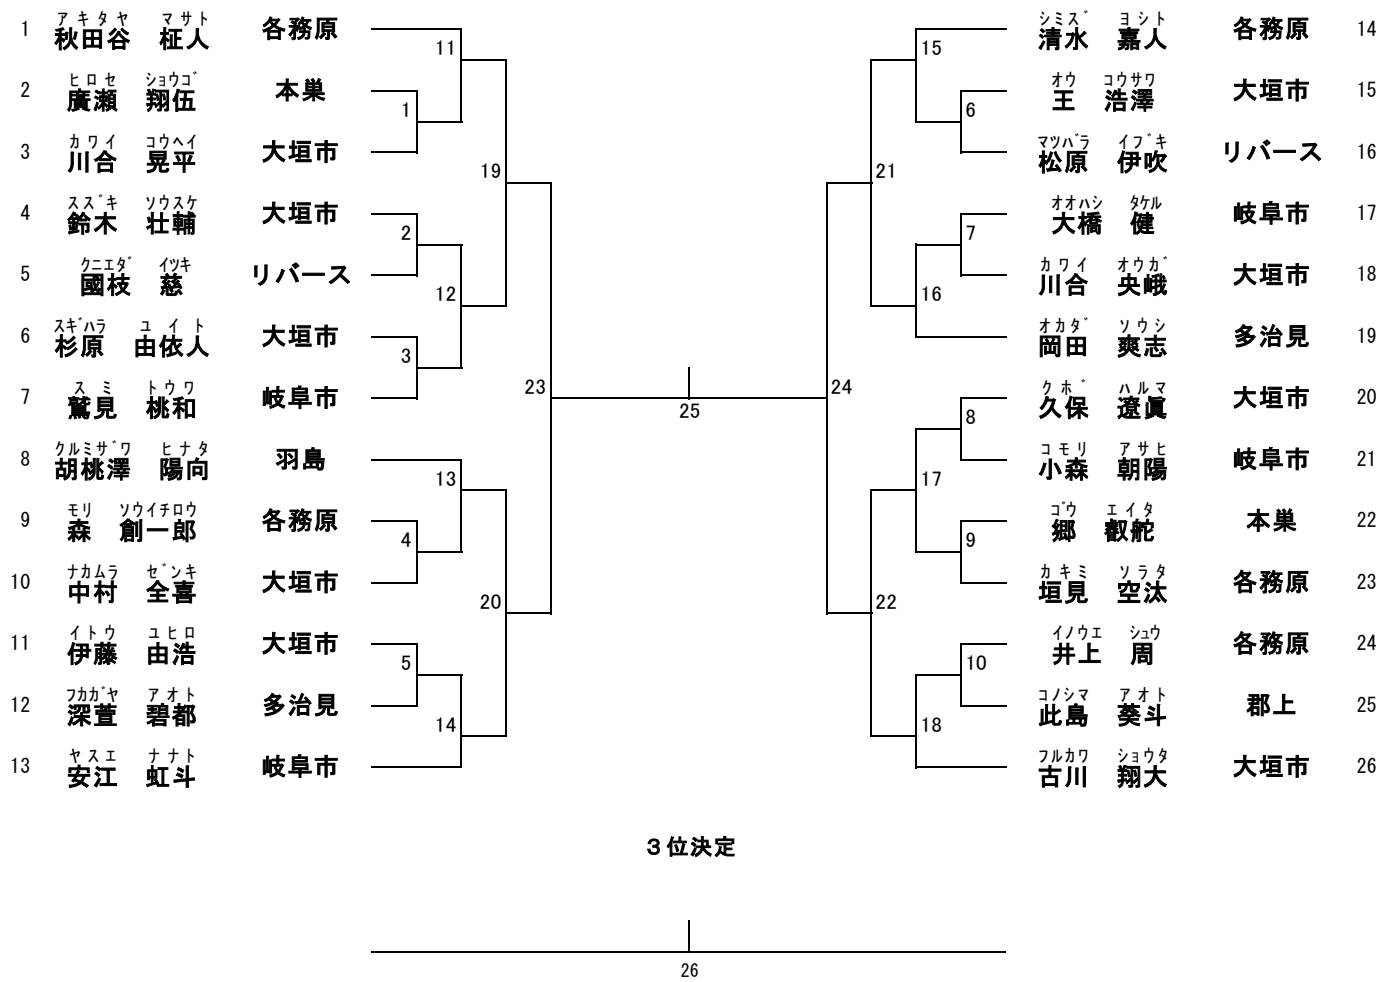 アキタヤ マサト
1 秋田谷 柾人 各務原
ヒロセ ショウゴ
2 廣瀬 翔伍 本巣
カワイ コウヘイ
3 川合 晃平 大垣市
スズキ ソウスケ
4 鈴木 壮輔 大垣市
クニエダ イツキ
5 國枝 慈 リバース
スギハラ ユイト
6 杉原 由依人 大垣市
スミ トウワ
7 鷲見 桃和 岐阜市
クルミザワ ヒナタ
8 胡桃澤 陽向 羽島
モリ ソウイチロウ
9 森 創一郎 各務原
ナカムラ ゼンキ
10 中村 全喜 大垣市
イトウ ユヒロ
11 伊藤 由浩 大垣市
フカガヤ アオト
12 深萱 碧都 多治見
ヤスエ ナナト
13 安江 虹斗 岐阜市
11
1
19
2
12
3
23
13
4
20
5
14
25
15
6
21
7
16
24
8
17
9
22
10
18
シミズ ヨシト
清水 嘉人 各務原 14
オウ コウサワ
王 浩澤 大垣市 15
マツバラ イブキ
松原 伊吹 リバース 16
オオハシ タケル
大橋 健 岐阜市 17
カワイ オウガ
川合 央峨 大垣市 18
オカダ ソウシ
岡田 爽志 多治見 19
クボ ハルマ
久保 遼眞 大垣市 20
コモリ アサヒ
小森 朝陽 岐阜市 21
ゴウ エイタ
郷 叡舵 本巣 22
カキミ ソラタ
垣見 空汰 各務原 23
イノウエ シュウ
井上 周 各務原 24
コノシマ アオト
此島 葵斗 郡上 25
フルカワ ショウタ
古川 翔大 大垣市 26
３位決定
26